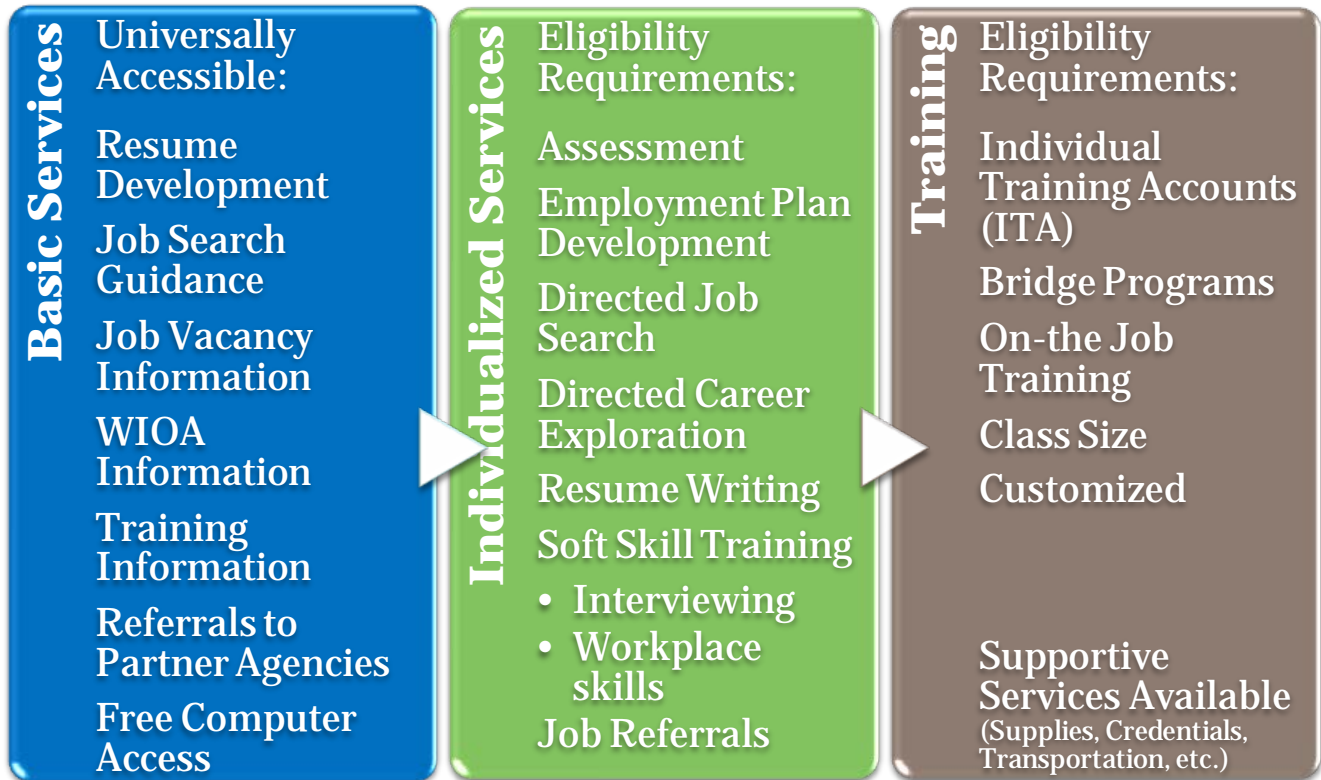 Basic Services
Universally
Accessible:
Resume
Development
Job Search
Guidance
Job Vacancy
Information
WIOA
Information
Training
Information
Referrals to
Partner Agencies
Free Computer
Access
Individualized Services
Eligibility
Requirements:
Assessment
Employment Plan
Development
Directed Job
Search
Directed Career
Exploration
Resume Writing
Soft Skill Training
• Interviewing
• Workplace
skills
Job Referrals
Training
Eligibility
Requirements:
Individual
Training Accounts
(ITA)
Bridge Programs
On-the Job
Training
Class Size
Customized
Supportive
Services Available
(Supplies, Credentials,
Transportation, etc.)